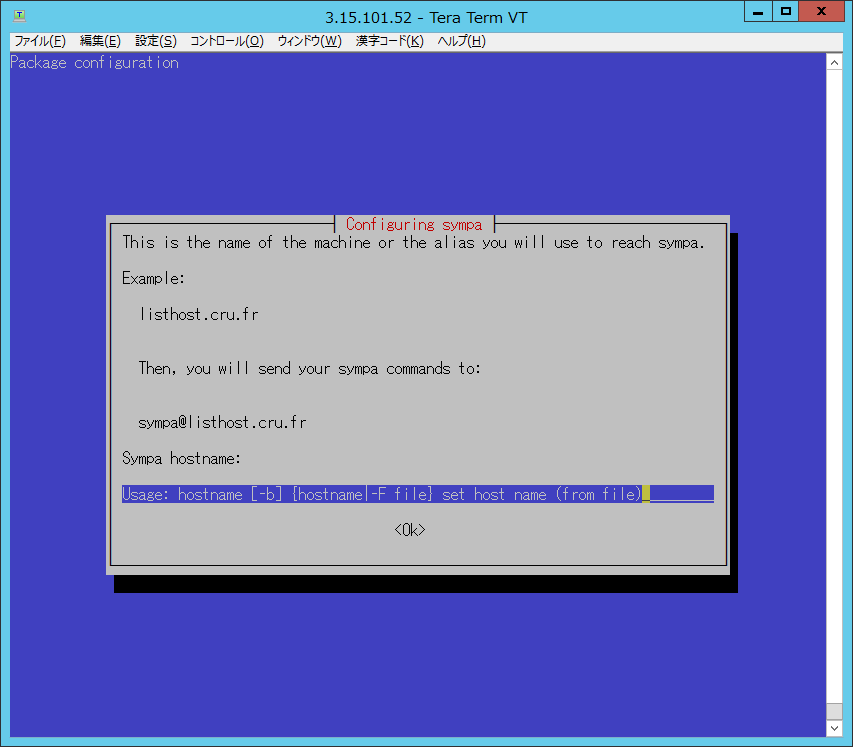 3.15.101.52 - Tera Term VT
ファイル(F) 編集(E) 設定(S) コントロール(O) ウィンドウ(W) 漢字コード(K) ヘルプ(H)
Package configuration
Configuring sympa
This is the name of the machine or the alias you will use to reach sympa.
Example:
listhost.cru.fr
Then, you will send your sympa commands to:
sympa@listhost.cru.fr
Sympa hostname:
Usage: hostname [-b] {hostname|-F file} set host name (from file)
<Ok>